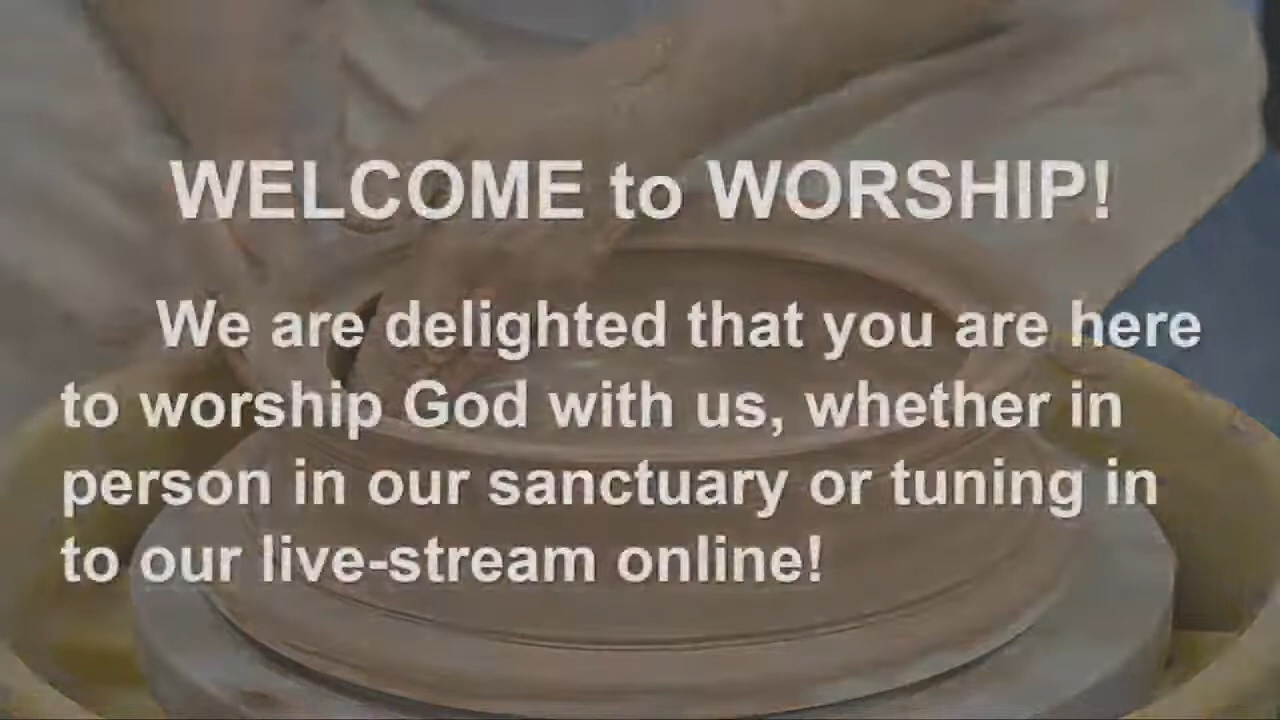 WELCOME to WORSHIP!
We are delighted that you are here
to worship God with us, whether in
person in our sanctuary or tuning in
to our live-stream online!